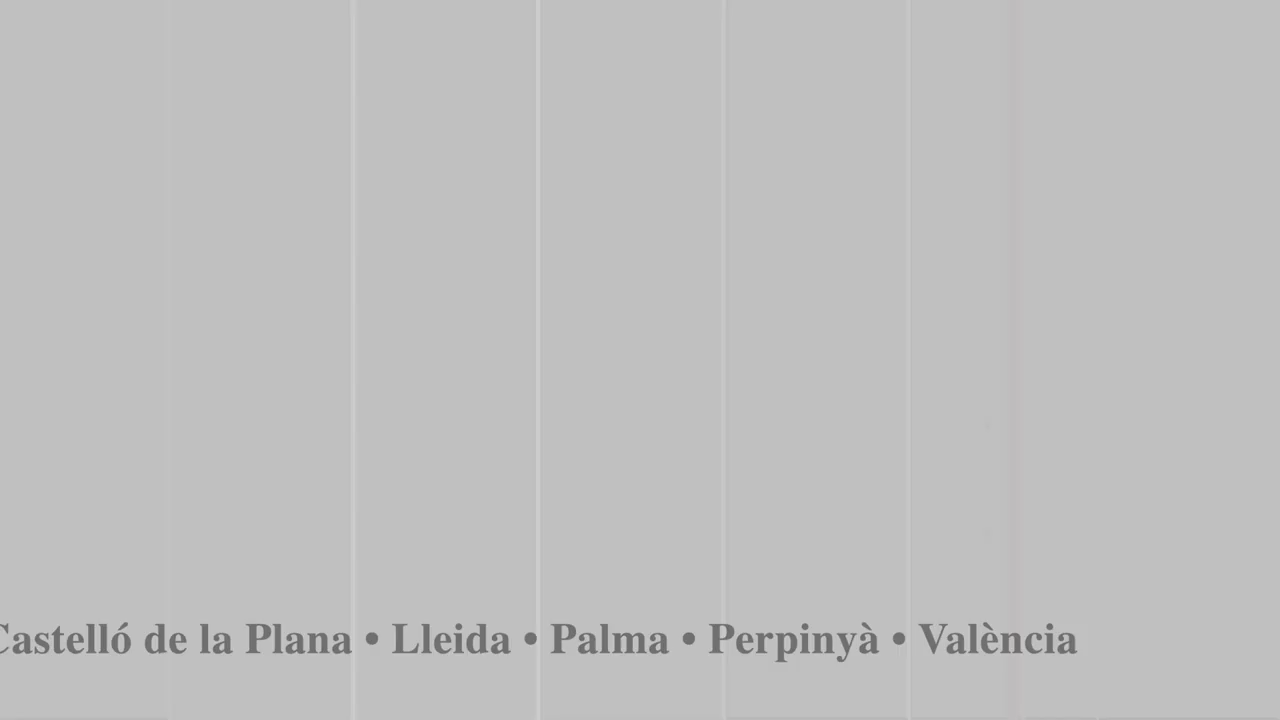 Castelló de la Plana • Lleida • Palma • Perpinyà • València